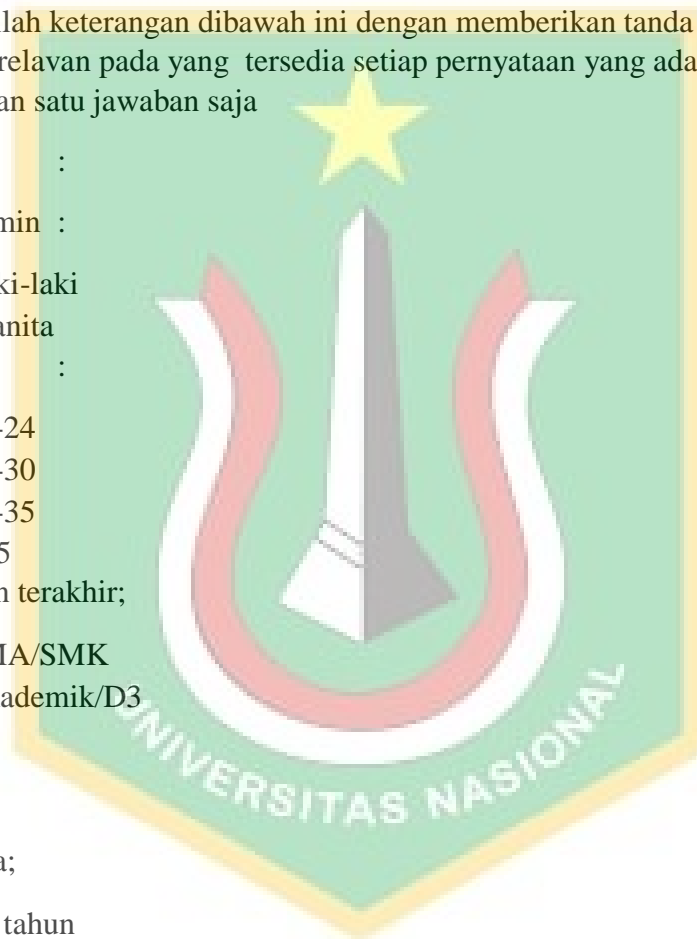 lah keterangan dibawah ini dengan memberikan tanda
relavan pada yang tersedia setiap pernyataan yang ada
an satu jawaban saja
:
min :
ki-laki
anita
:
-24
-30
-35
5
n terakhir;
MA/SMK
ademik/D3
UNIVERSITAS NASIONAL
a;
tahun